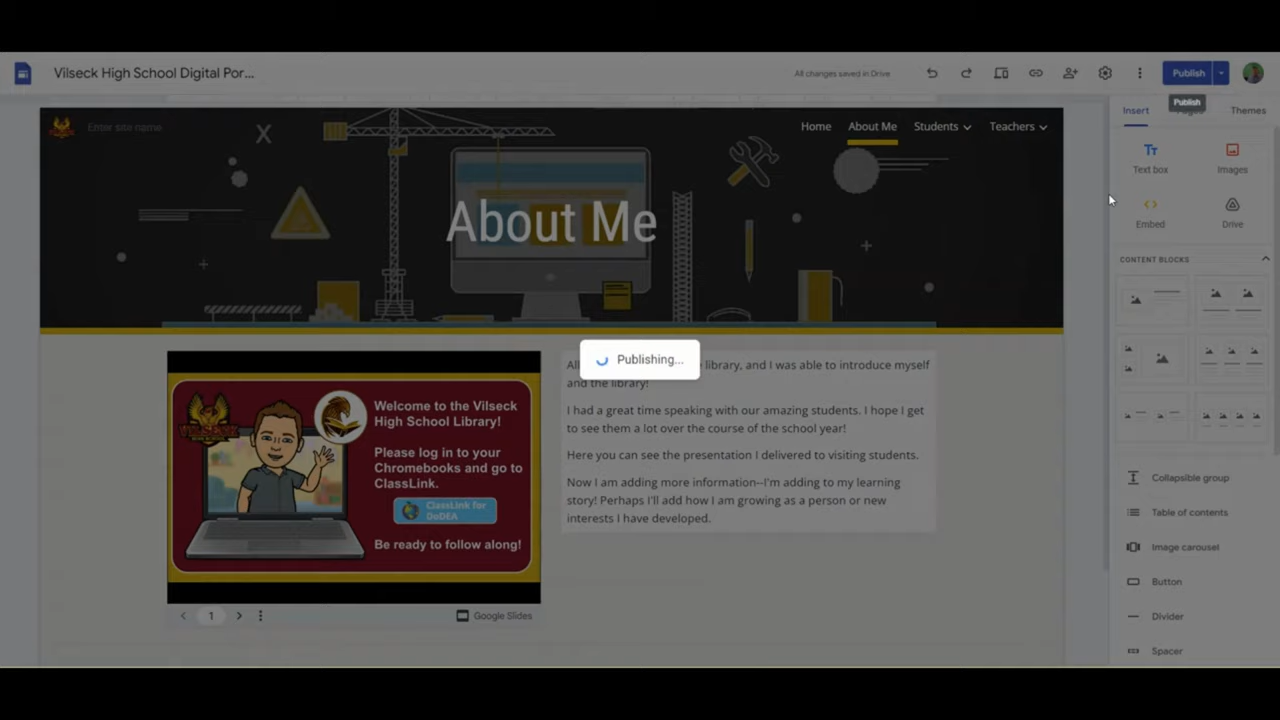 Vilseck High School Digital Por...
All changes saved in Drive
Publish
Publish
Insert
Themes
Enter site name
Home
About Me
Students
Teachers
Text box
Images
About Me
Embed
Drive
CONTENT BLOCKS
Publishing...
library, and I was able to introduce myself
and the library!
I had a great time speaking with our amazing students. I hope I get
to see them a lot over the course of the school year!
Here you can see the presentation I delivered to visiting students.
Now I am adding more information--I'm adding to my learning
story! Perhaps I'll add how I am growing as a person or new
interests I have developed.
VILSECK
Welcome to the Vilseck
High School Library!
Please log in to your
Chromebooks and go to
ClassLink.
ClassLink for
DoDEA
Be ready to follow along!
1
Google Slides
Collapsible group
Table of contents
Image carousel
Button
Divider
Spacer